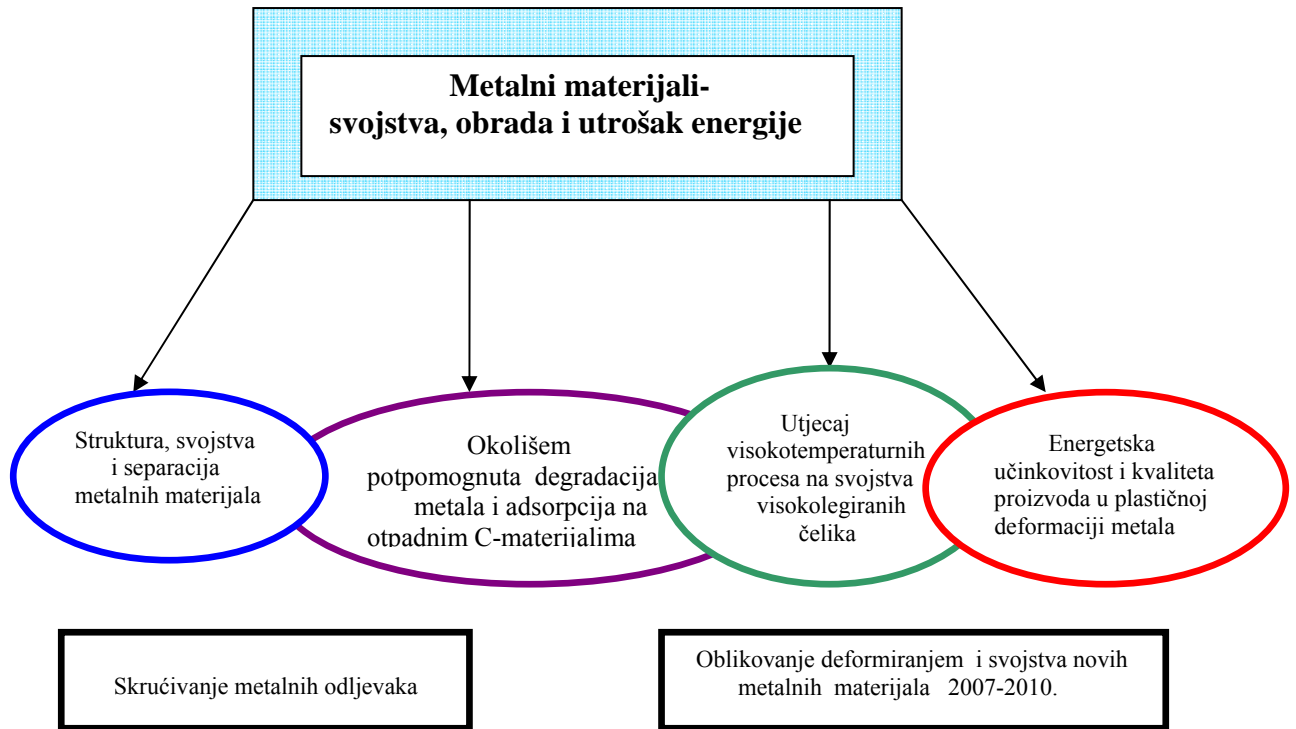 Metalni materijali-
svojstva, obrada i utrošak energije
Struktura, svojstva
i separacija
metalnih materijala
Okolišem
potpomognuta degradacija
metala i adsorpcija na
otpadnim C-materijalima
Utjecaj
visokotemperaturnih
procesa na svojstva
visokolegiranih
čelika
Energetska
učinkovitost i kvaliteta
proizvoda u plastičnoj
deformaciji metala
Skrućivanje metalnih odljevaka
Oblikovanje deformiranjem i svojstva novih
metalnih materijala 2007-2010.